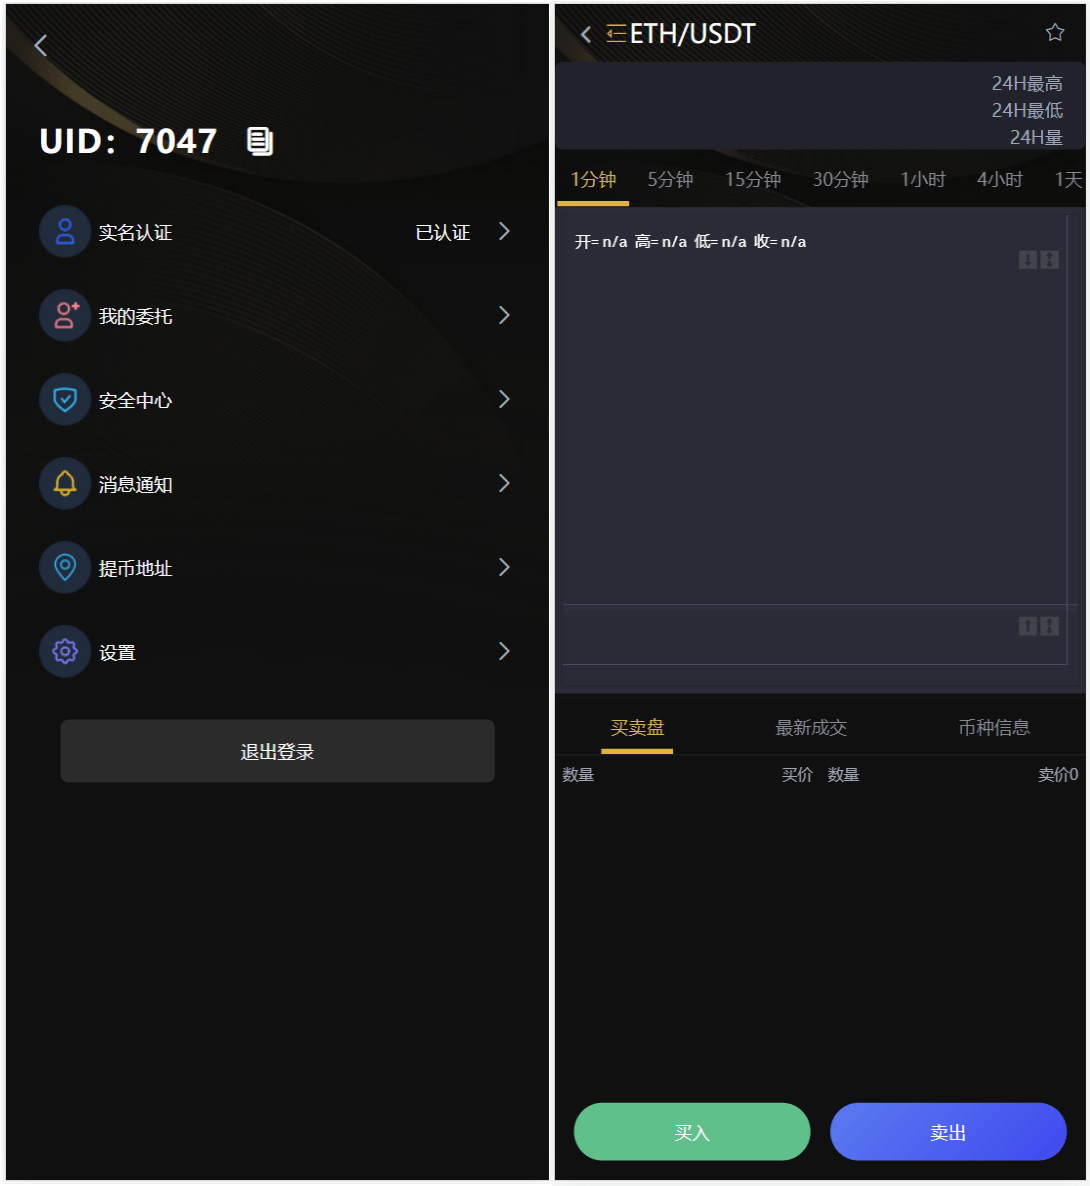 UID：7047
实名认证 已认证
我的委托
安全中心
消息通知
提币地址
设置
退出登录
ETH/USDT
24H最高
24H最低
24H量
1分钟 5分钟 15分钟 30分钟 1小时 4小时 1天
开= n/a 高= n/a 低= n/a 收= n/a
买卖盘 最新成交 币种信息
数量 买价 数量 卖价0
买入 卖出